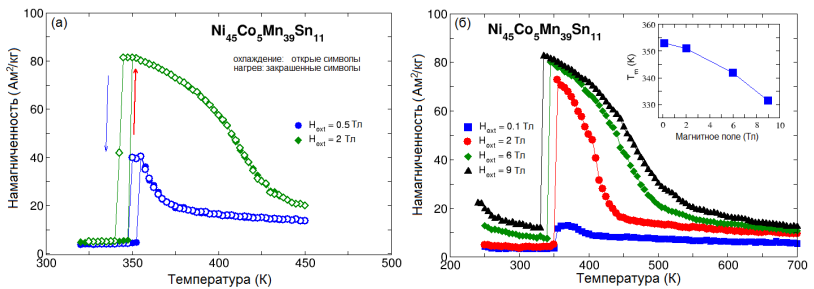 (а)
Ni45Co5Mn39Sn11
охлаждение: открые символы
нагрев:закрашенные символы
Hext = 0.5 Тл
Hext = 2 Тл
Намагниченность (Ам²/кг)
100
80
60
40
20
0
300
350
400
450
500
Температура (К)
(б)
Ni45Co5Mn39Sn11
Hext = 0.1 Тл
Hext = 2 Тл
Hext = 6 Тл
Hext = 9 Тл
Намагниченность (Ам²/кг)
100
80
60
40
20
0
200
300
400
500
600
700
Температура (К)
Tm (К)
360
350
340
330
0
2
4
6
8
10
Магнитное поле (Тл)